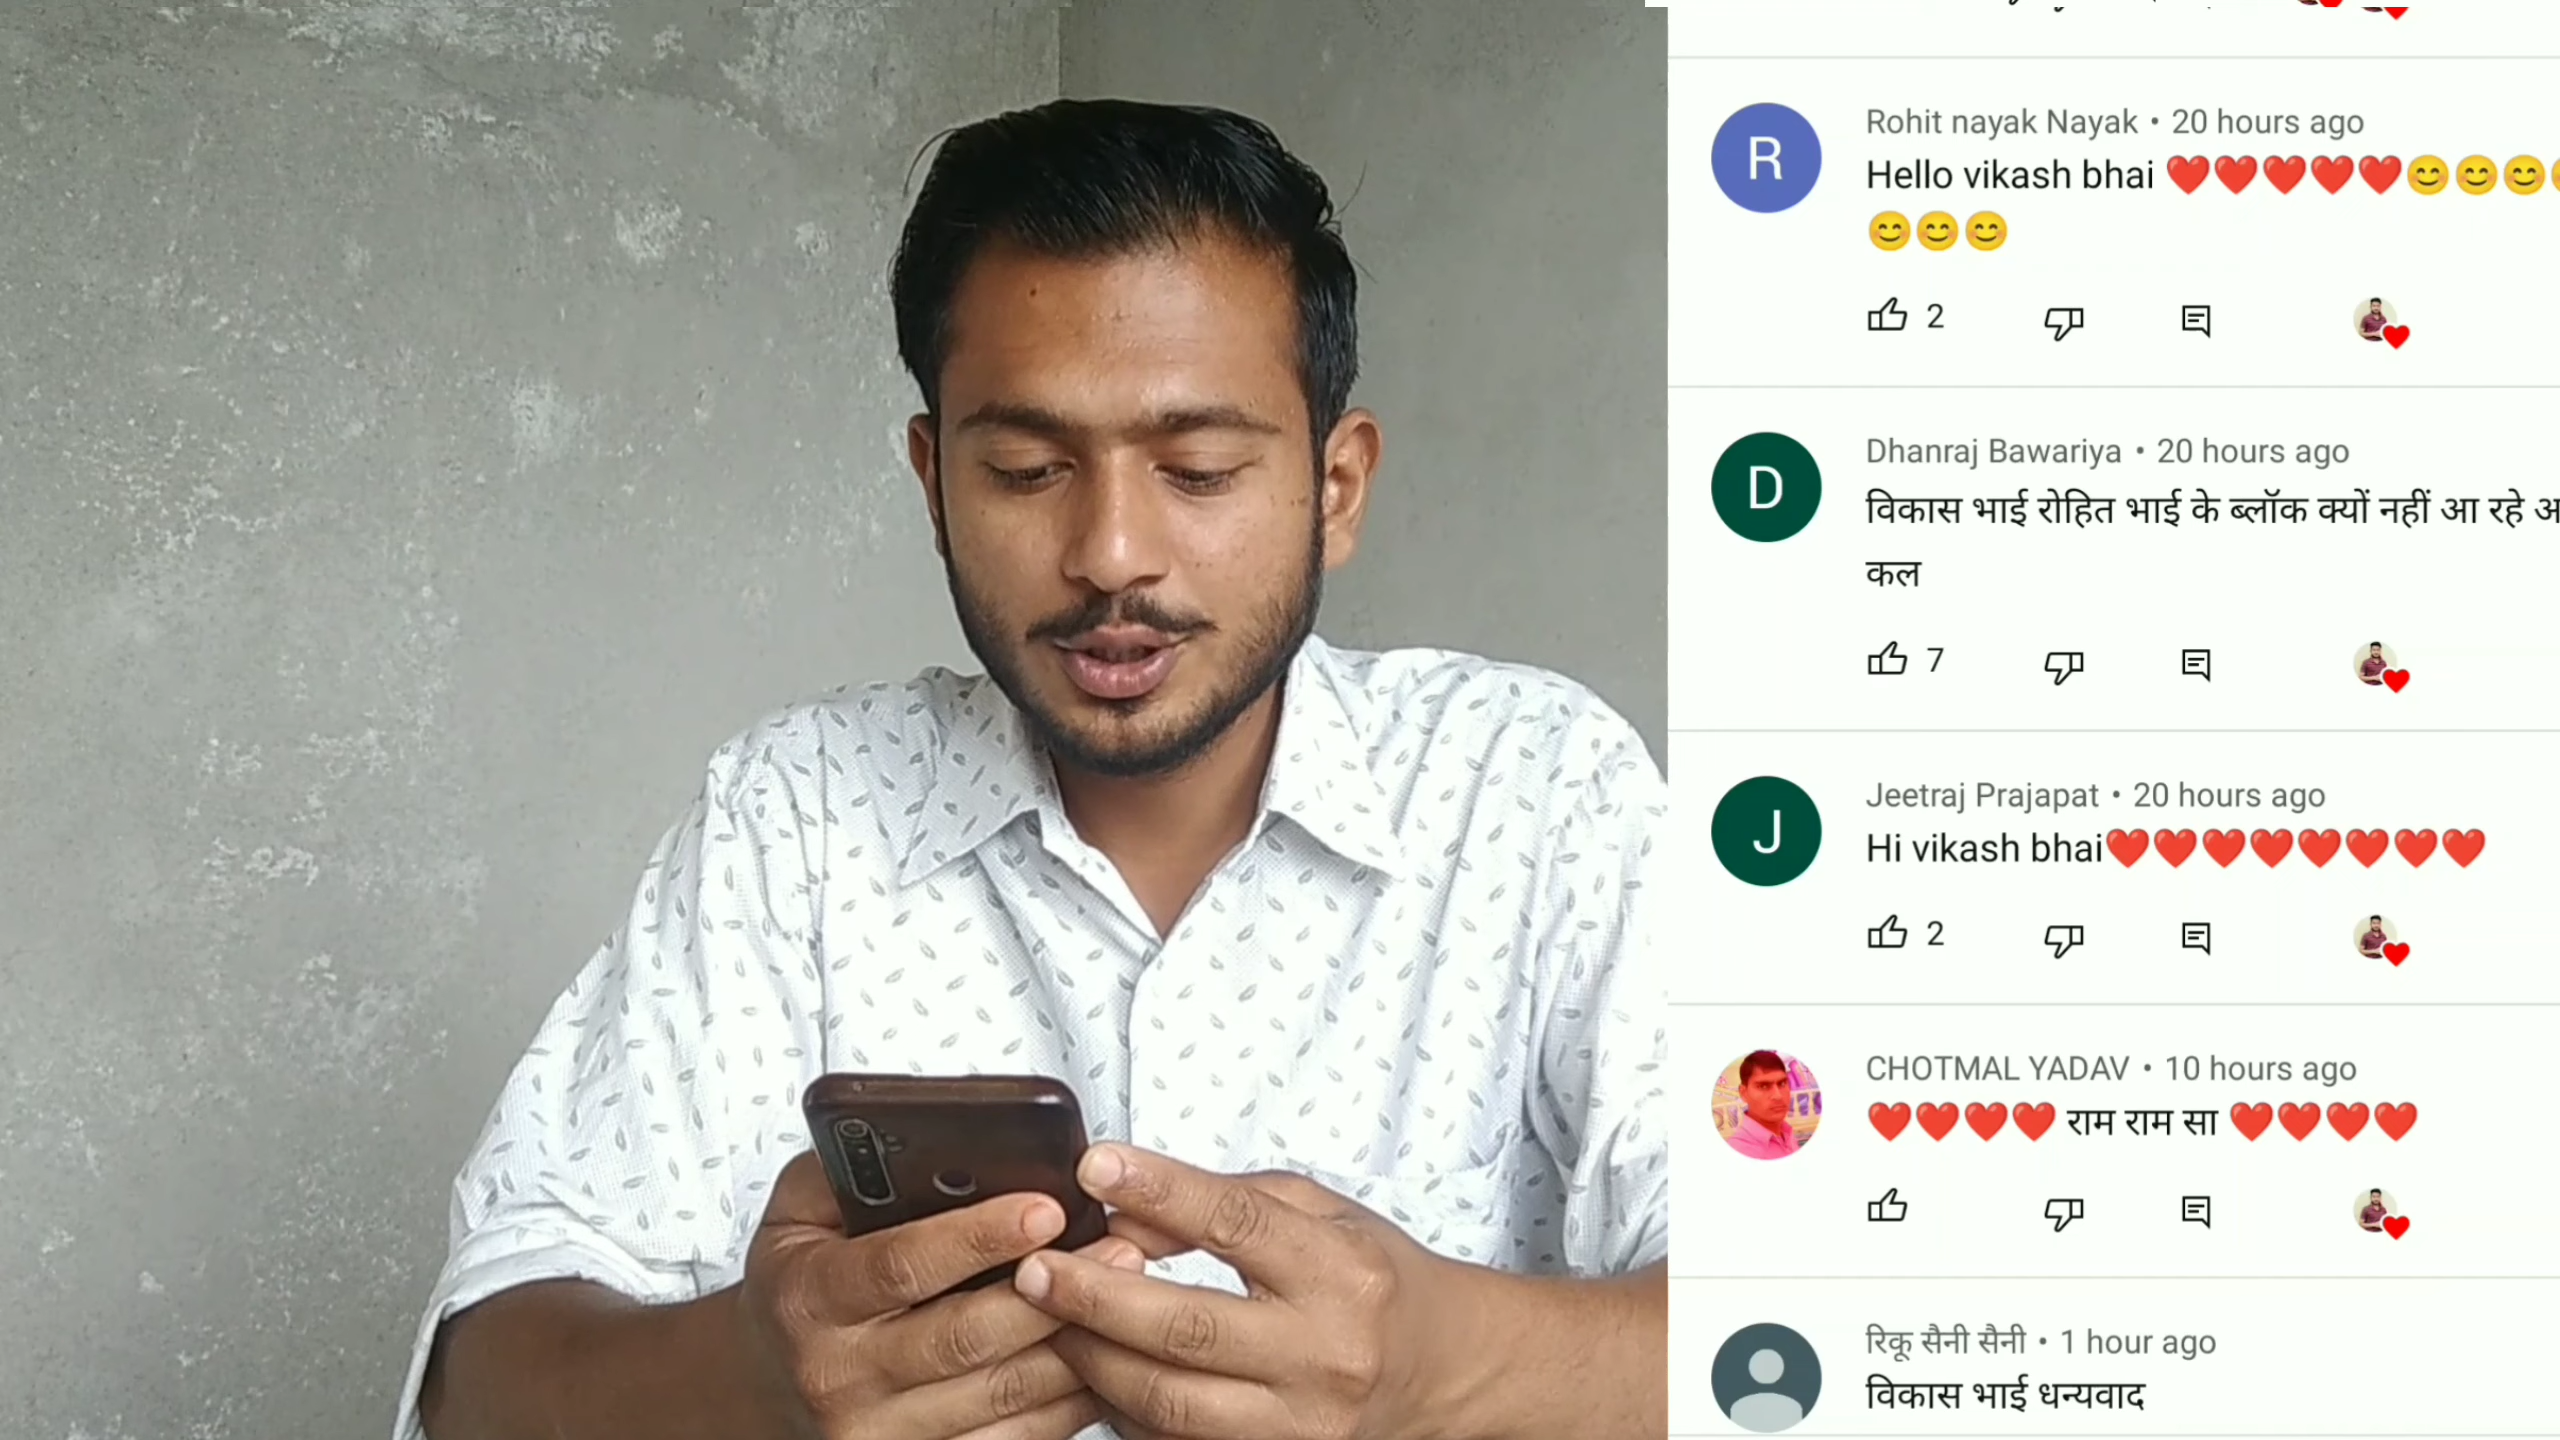 Rohit nayak Nayak • 20 hours ago
Hello vikash bhai ❤️❤️❤️❤️❤️😊😊😊
😊😊😊
2
Dhanraj Bawariya • 20 hours ago
विकास भाई रोहित भाई के ब्लॉक क्यों नहीं आ रहे
कल
7
Jeetraj Prajapat • 20 hours ago
Hi vikash bhai❤️❤️❤️❤️❤️❤️❤️❤️
2
CHOTMAL YADAV • 10 hours ago
❤️❤️❤️❤️ राम राम सा ❤️❤️❤️❤️
रिकू सैनी सैनी • 1 hour ago
विकास भाई धन्यवाद
R
D
J